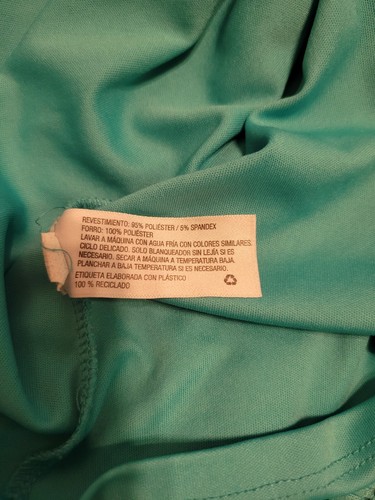 REVESTIMIENTO: 95% POLIÉSTER / 5% SPANDEX
FORRO: 100% POLIÉSTER
LAVAR A MÁQUINA CON AGUA FRÍA CON COLORES SIMILARES.
CICLO DELICADO. SOLO BLANQUEADOR SIN LEJÍA SI ES
NECESARIO. SECAR A MÁQUINA A TEMPERATURA BAJA.
PLANCHAR A BAJA TEMPERATURA SI ES NECESARIO.
ETIQUETA ELABORADA CON PLÁSTICO
100 % RECICLADO